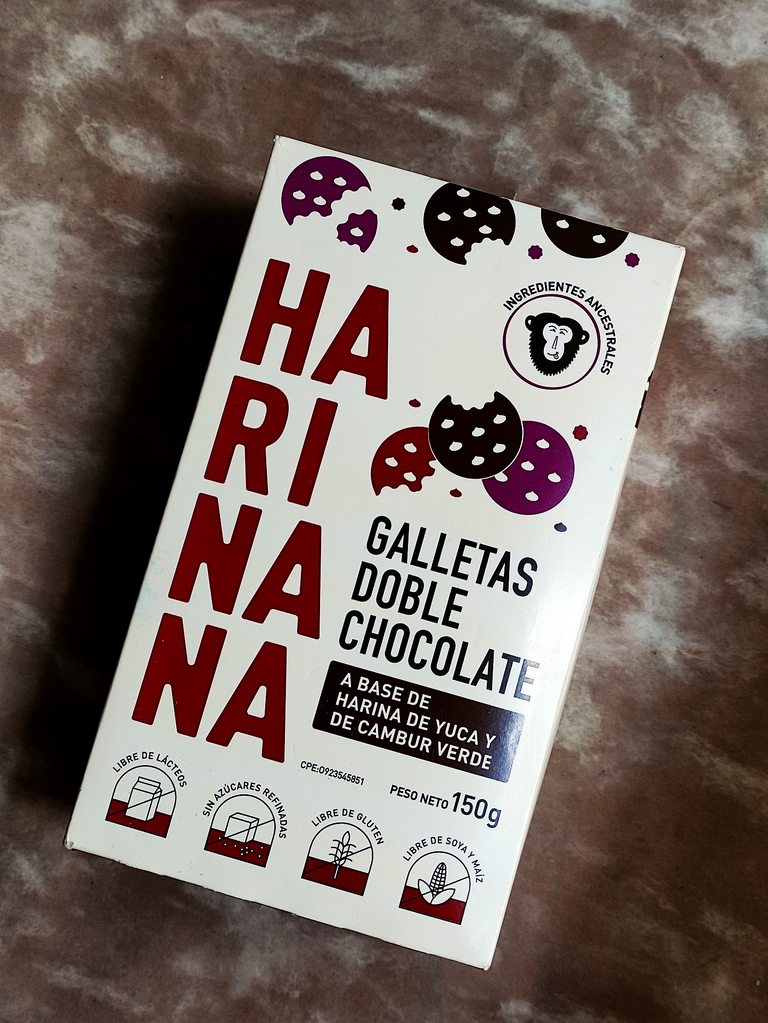 INGREDIENTES ANCESTRALES
HA
RI
NA
NA
GALLETAS
DOBLE
CHOCOLATE
A BASE DE
HARINA DE YUCA Y
DE CAMBUR VERDE
CPE:0923545851
PESO NETO 150g
LIBRE DE LÁCTEOS
SIN AZÚCARES REFINADAS
LIBRE DE GLUTEN
LIBRE DE SOYA Y MAÍZ